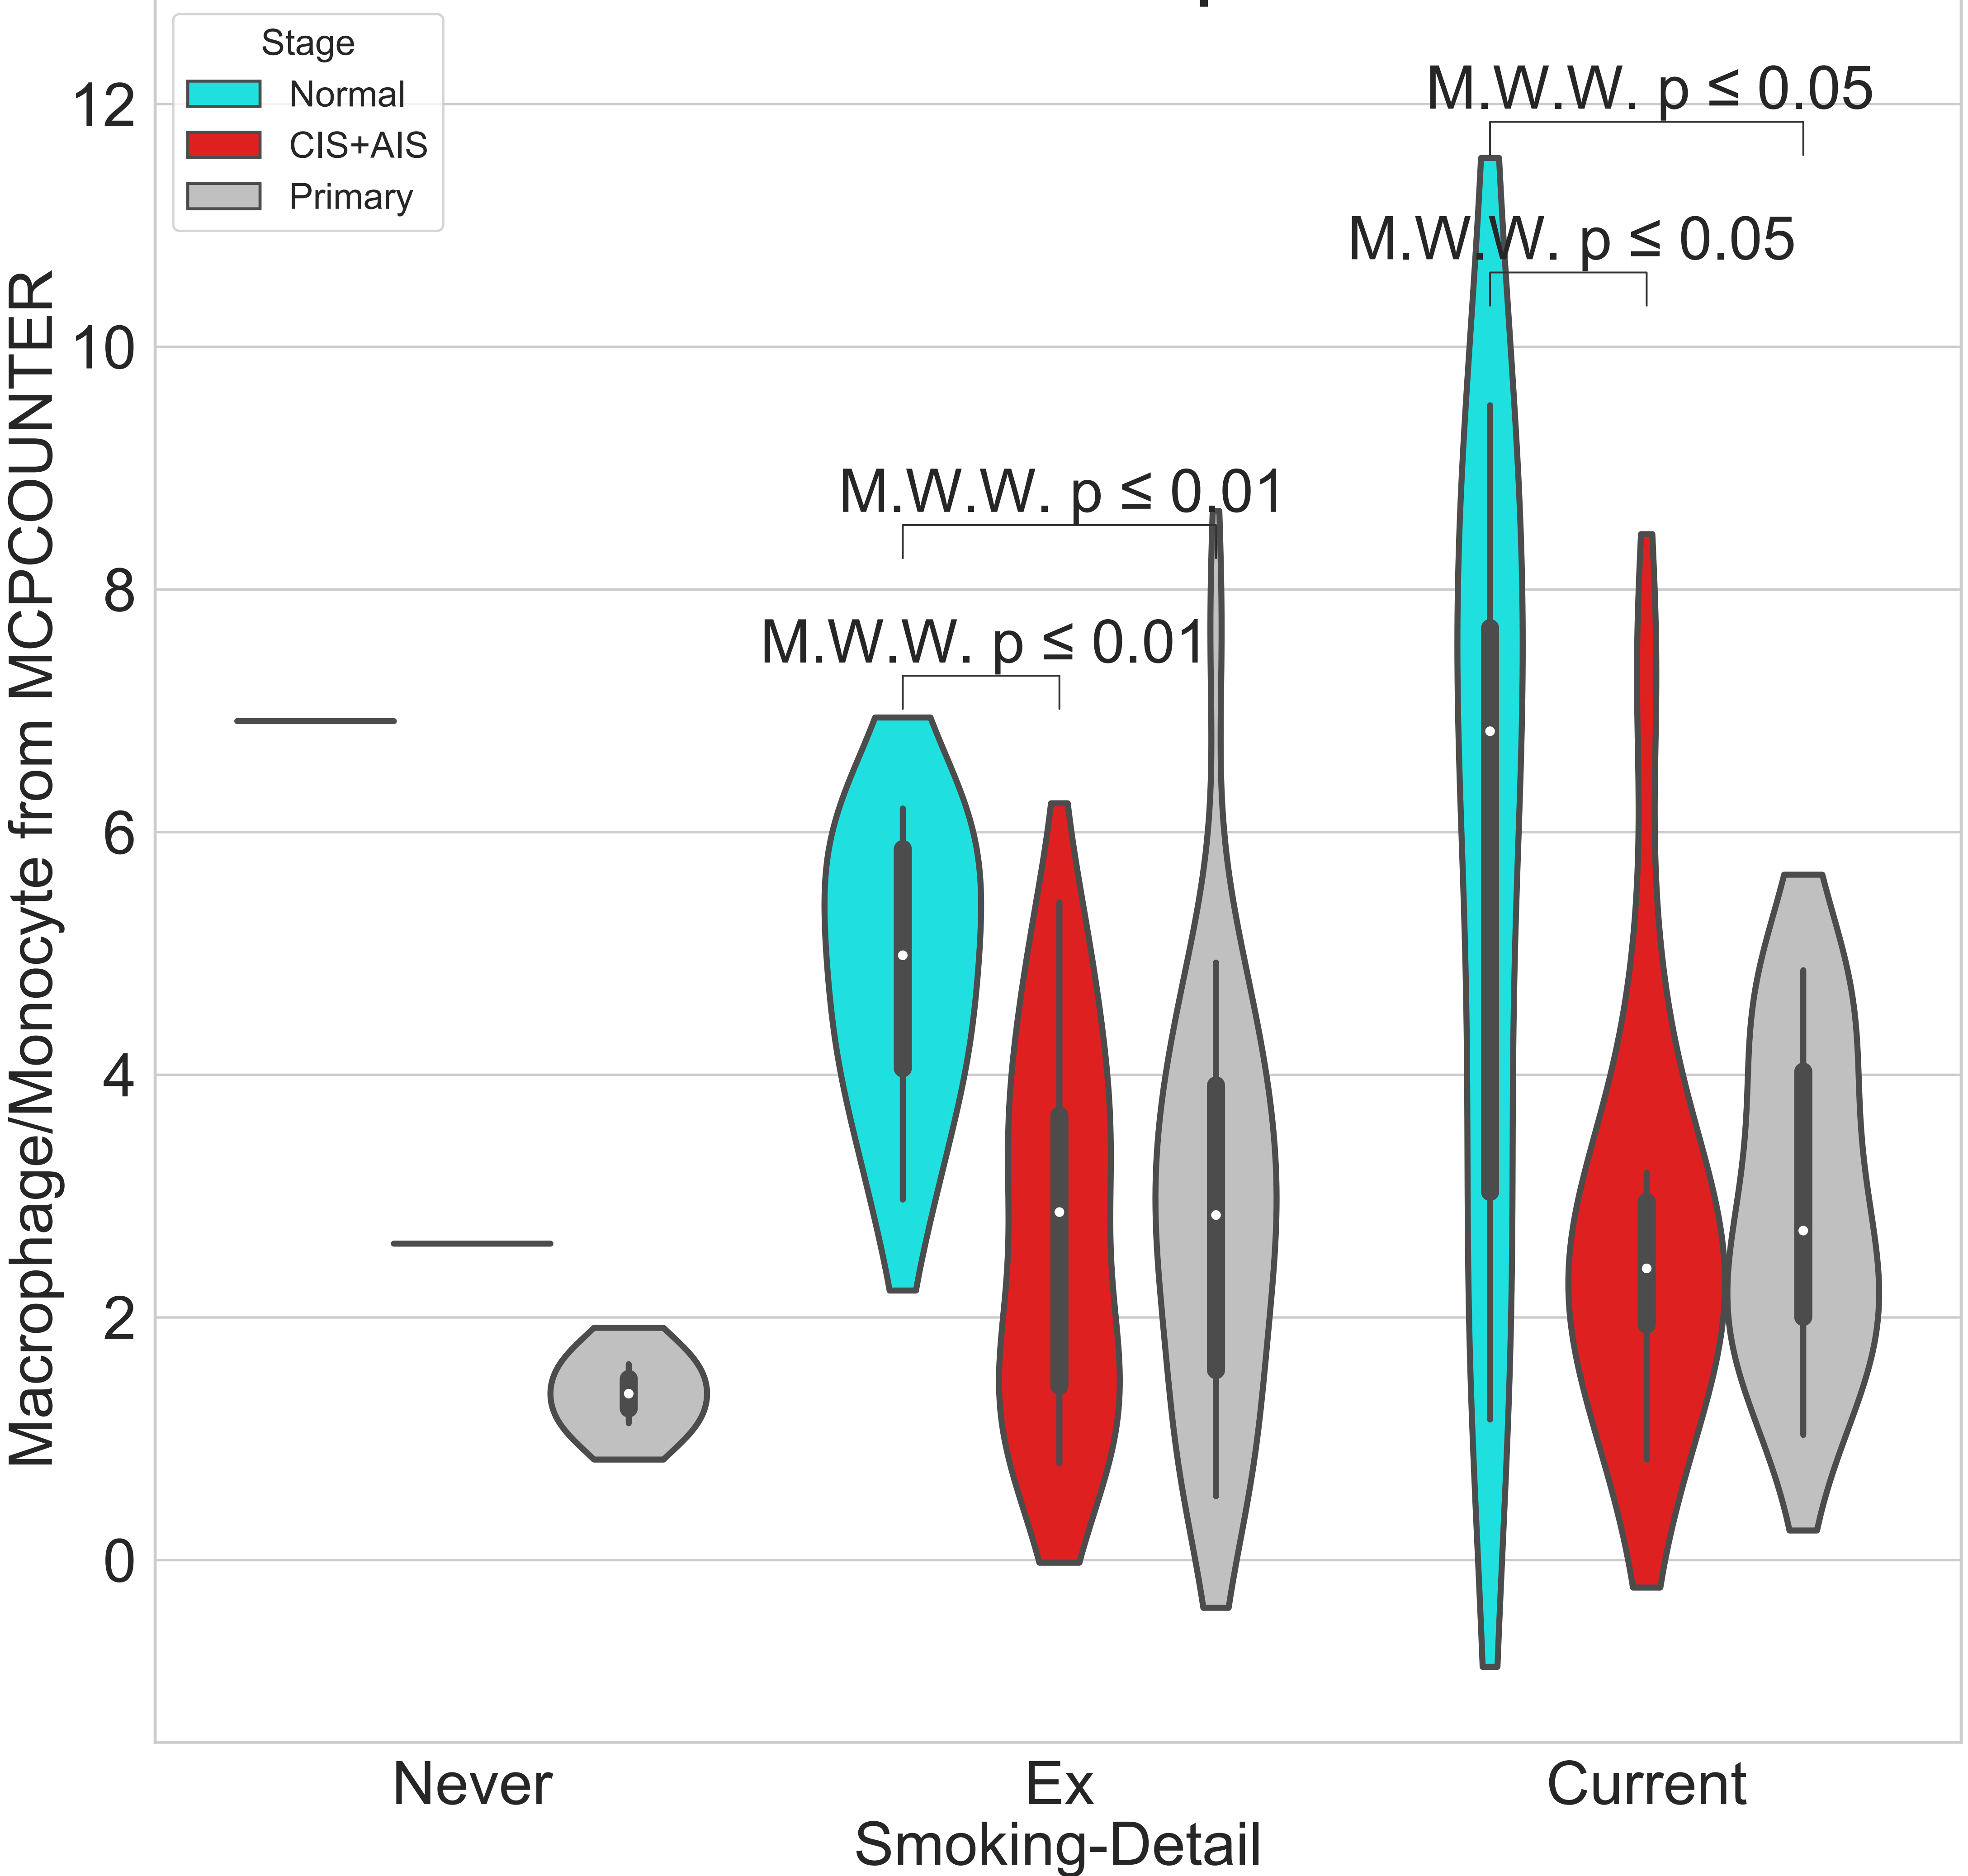 Stage
Normal
CIS+AIS
Primary
M.W.W. p ≤ 0.05
M.W.W. p ≤ 0.05
M.W.W. p ≤ 0.01
M.W.W. p ≤ 0.01
12
10
8
6
4
2
0
Macrophage/Monocyte from MCPCOUNTER
Never
Ex
Current
Smoking-Detail